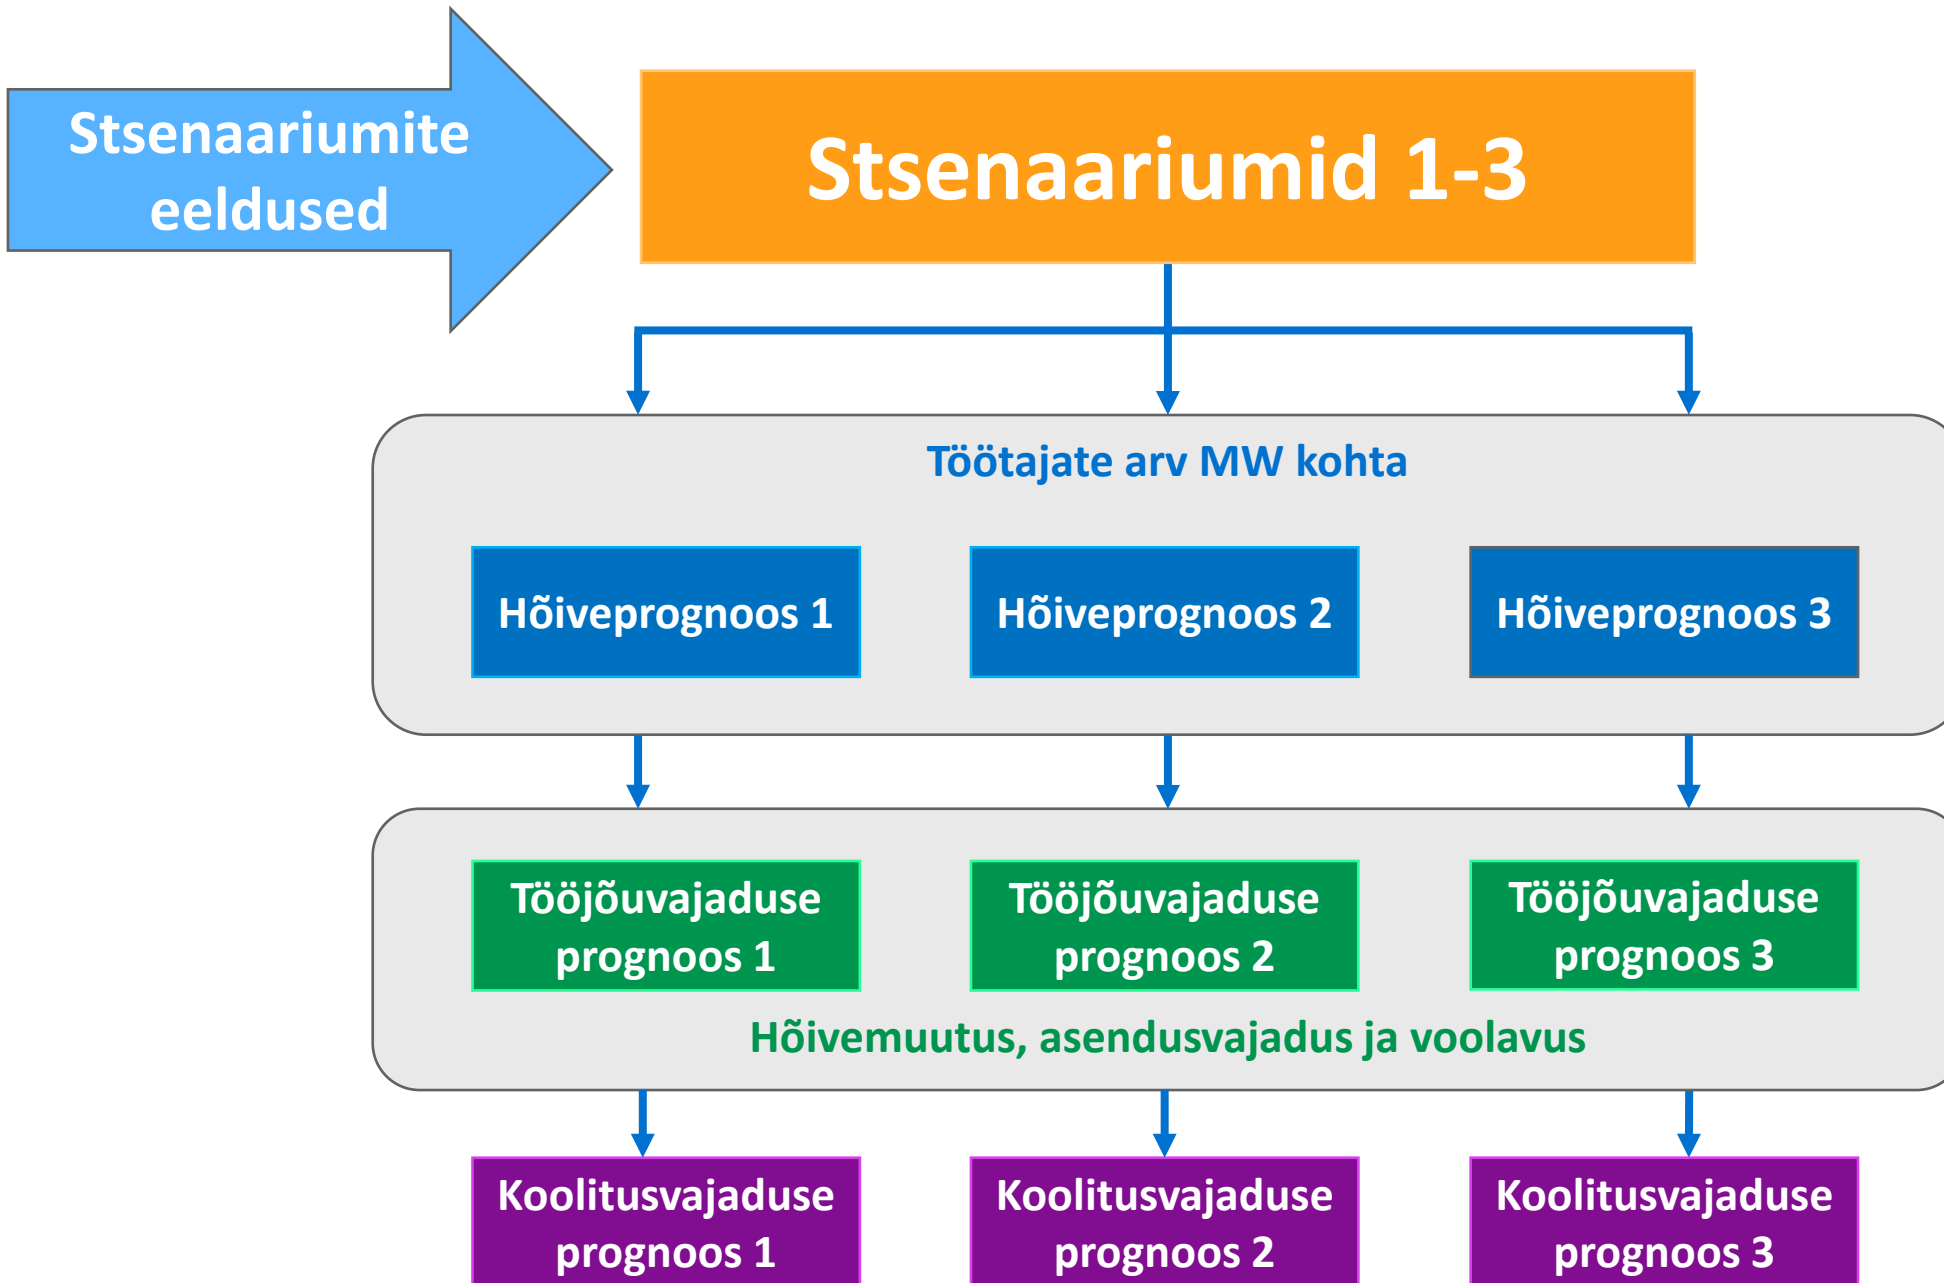 Stsenaariumite
eeldused
Stsenaariumid 1-3
Töötajate arv MW kohta
Hõiveprognoos 1
Hõiveprognoos 2
Hõiveprognoos 3
Tööjõuvajaduse
prognoos 1
Tööjõuvajaduse
prognoos 2
Tööjõuvajaduse
prognoos 3
Hõivemuutus, asendusvajadus ja voolavus
Koolitusvajaduse
prognoos 1
Koolitusvajaduse
prognoos 2
Koolitusvajaduse
prognoos 3